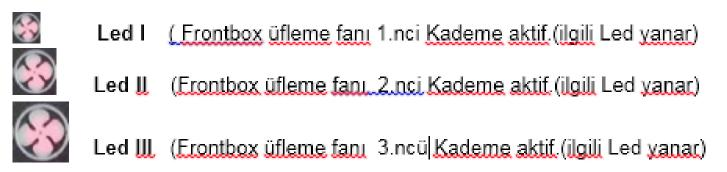 Led I ( Frontbox üfleme fanı 1.nci Kademe aktif.(ilgili Led yanar)
Led II (Frontbox üfleme fanı 2.nci Kademe aktif.(ilgili Led yanar)
Led III (Frontbox üfleme fanı 3.ncü Kademe aktif.(ilgili Led yanar)